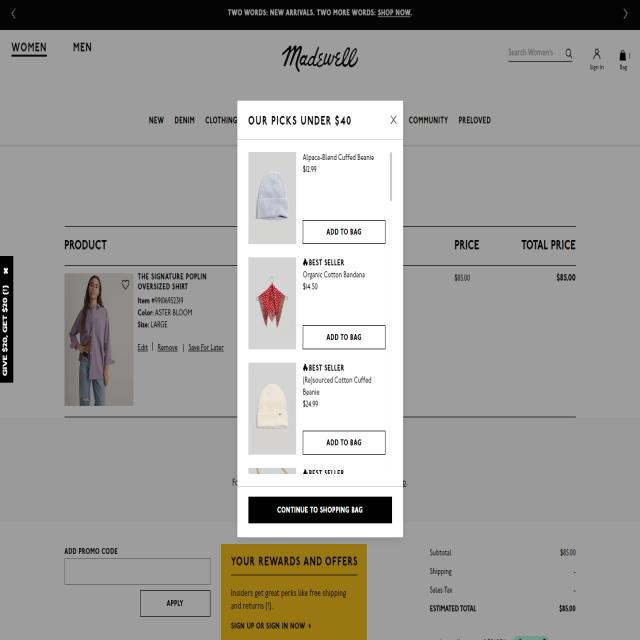 TWO WORDS: NEW ARRIVALS. TWO MORE WORDS: SHOP NOW.
WOMEN
MEN
Madewell
Search Women's
Sign In
Bag
1
NEW
DENIM
CLOTHING
COMMUNITY
PRELOVED
OUR PICKS UNDER $40
X
Alpaca-Blend Cuffed Beanie
$12.99
ADD TO BAG
BEST SELLER
Organic Cotton Bandana
$14.50
ADD TO BAG
BEST SELLER
(Re)sourced Cotton Cuffed
Beanie
$24.99
ADD TO BAG
BEST SELLER
CONTINUE TO SHOPPING BAG
PRODUCT
PRICE
TOTAL PRICE
THE SIGNATURE POPLIN
OVERSIZED SHIRT
Item #99106952319
Color: ASTER BLOOM
Size: LARGE
Edit | Remove | Save For Later
$85.00
$85.00
GIVE $20, GET $20 (!)
ADD PROMO CODE
APPLY
YOUR REWARDS AND OFFERS
Insiders get great perks like free shipping
and returns (!).
SIGN UP OR SIGN IN NOW
Subtotal
$85.00
Shipping
-
Sales Tax
-
ESTIMATED TOTAL
$85.00